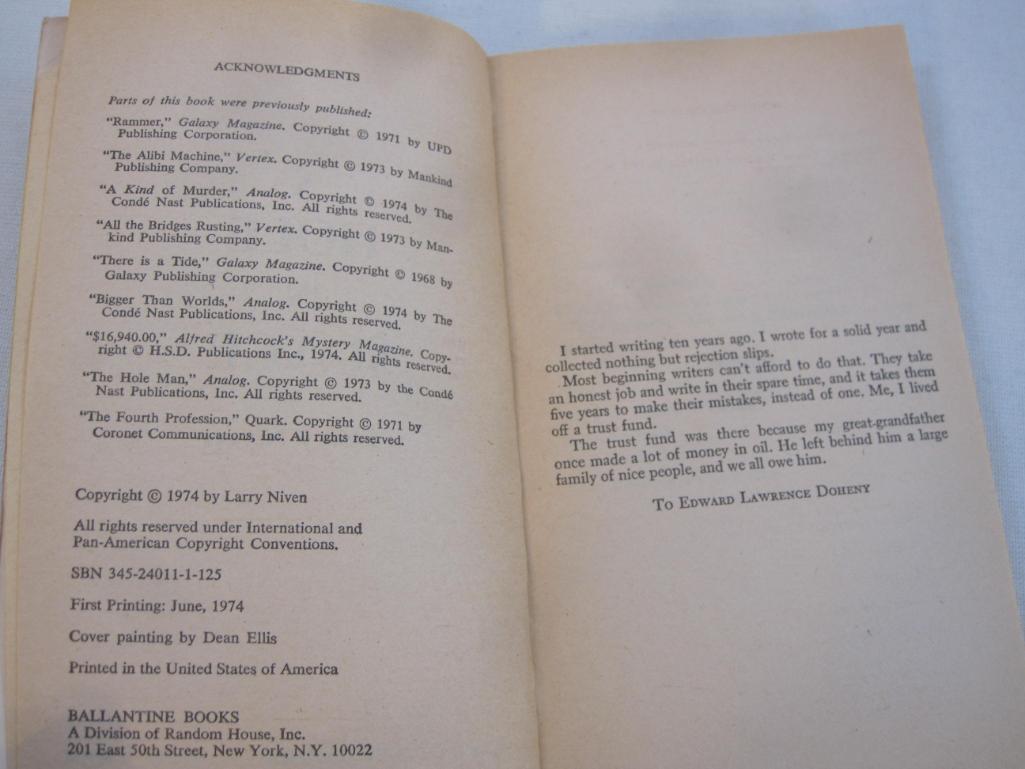 ACKNOWLEDGMENTS
Parts of this book were previously published:
"Rammer," Galaxy Magazine. Copyright © 1971 by UPD
Publishing Corporation.
"The Alibi Machine," Vertex. Copyright © 1973 by Mankind
Publishing Company.
"A Kind of Murder," Analog. Copyright © 1974 by The
Condé Nast Publications, Inc. All rights reserved.
"All the Bridges Rusting," Vertex. Copyright © 1973 by Man-
kind Publishing Company.
"There is a Tide," Galaxy Magazine. Copyright © 1968 by
Galaxy Publishing Corporation.
"Bigger Than Worlds," Analog. Copyright © 1974 by The
Condé Nast Publications, Inc. All rights reserved.
"$16,940.00," Alfred Hitchcock's Mystery Magazine. Copy-
right © H.S.D. Publications Inc., 1974. All rights reserved.
"The Hole Man," Analog. Copyright © 1973 by the Condé
Nast Publications, Inc. All rights reserved.
"The Fourth Profession," Quark. Copyright © 1971 by
Coronet Communications, Inc. All rights reserved.
Copyright © 1974 by Larry Niven
All rights reserved under International and
Pan-American Copyright Conventions.
SBN 345-24011-1-125
First Printing: June, 1974
Cover painting by Dean Ellis
Printed in the United States of America
BALLANTINE BOOKS
A Division of Random House, Inc.
201 East 50th Street, New York, N.Y. 10022
I started writing ten years ago. I wrote for a solid year and
collected nothing but rejection slips.
Most beginning writers can't afford to do that. They take
an honest job and write in their spare time, and it takes them
five years to make their mistakes, instead of one. Me, I lived
off a trust fund.
The trust fund was there because my great-grandfather
once made a lot of money in oil. He left behind him a large
family of nice people, and we all owe him.
To EDWARD LAWRENCE DOHENY